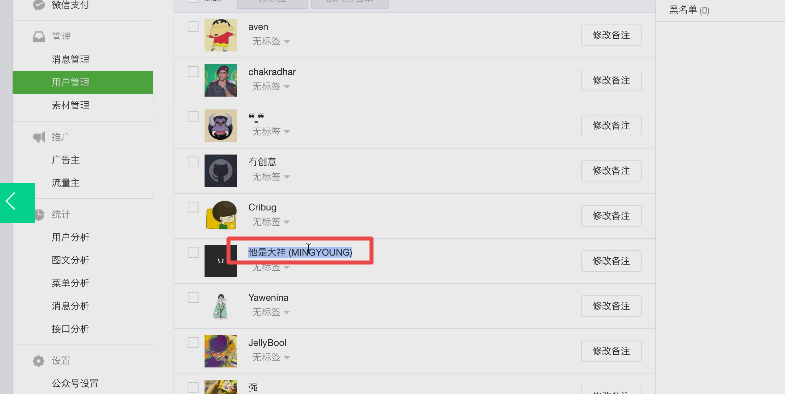 微信支付
管理
消息管理
用户管理
素材管理
推广
广告主
流量主
统计
用户分析
图文分析
菜单分析
消息分析
接口分析
设置
公众号设置
aven
无标签
修改备注
chakradhar
无标签
修改备注
无标签
修改备注
冇创意
无标签
修改备注
Cribug
无标签
修改备注
他是大祥 (MINGYOUNG)
无标签
修改备注
Yawenina
无标签
修改备注
JellyBool
无标签
修改备注
强
黑名单 (0)